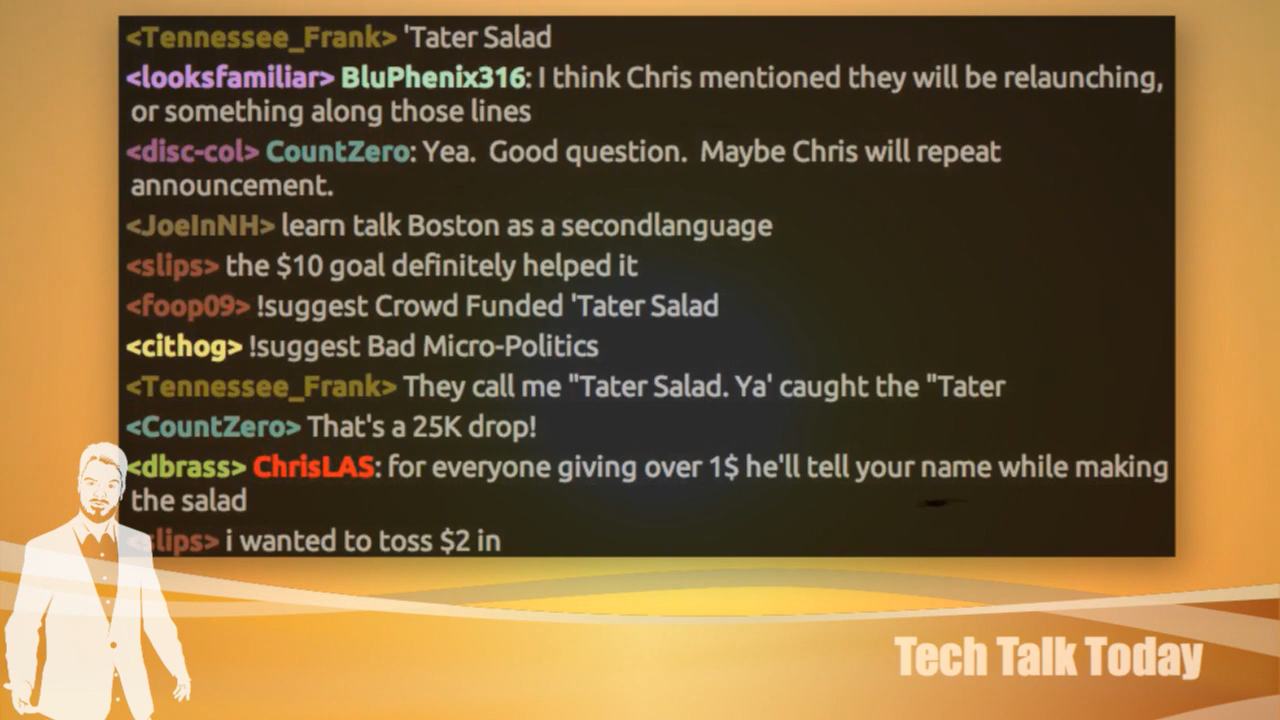 <Tennessee_Frank> 'Tater Salad
<looksfamiliar> BluPhenix316: I think Chris mentioned they will be relaunching,
or something along those lines
<disc-col> CountZero: Yea.  Good question.  Maybe Chris will repeat
announcement.
<JoeInNH> learn talk Boston as a secondlanguage
<slips> the $10 goal definitely helped it
<foop09> !suggest Crowd Funded 'Tater Salad
<cithog> !suggest Bad Micro-Politics
<Tennessee_Frank> They call me "Tater Salad. Ya' caught the "Tater
<CountZero> That's a 25K drop!
<dbrass> ChrisLAS: for everyone giving over 1$ he'll tell your name while making
the salad
<slips> i wanted to toss $2 in
Tech Talk Today